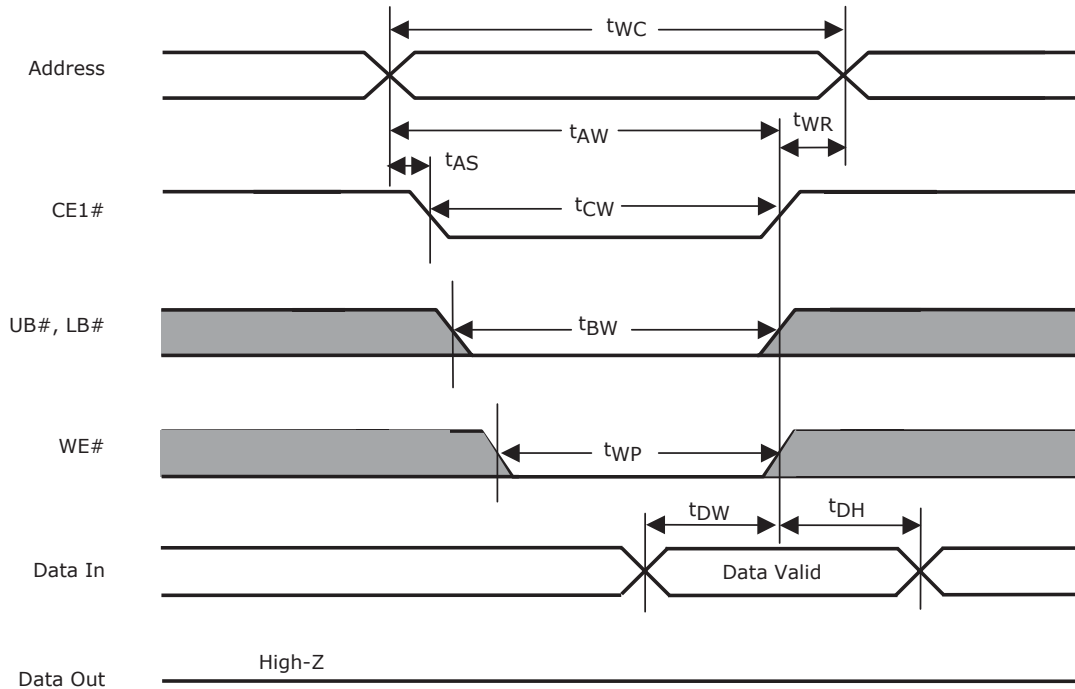 tWC
Address
tAW
tWR
tAS
CE1#
tCW
UB#, LB#
tBW
WE#
tWP
tDW
tDH
Data In
Data Valid
High-Z
Data Out